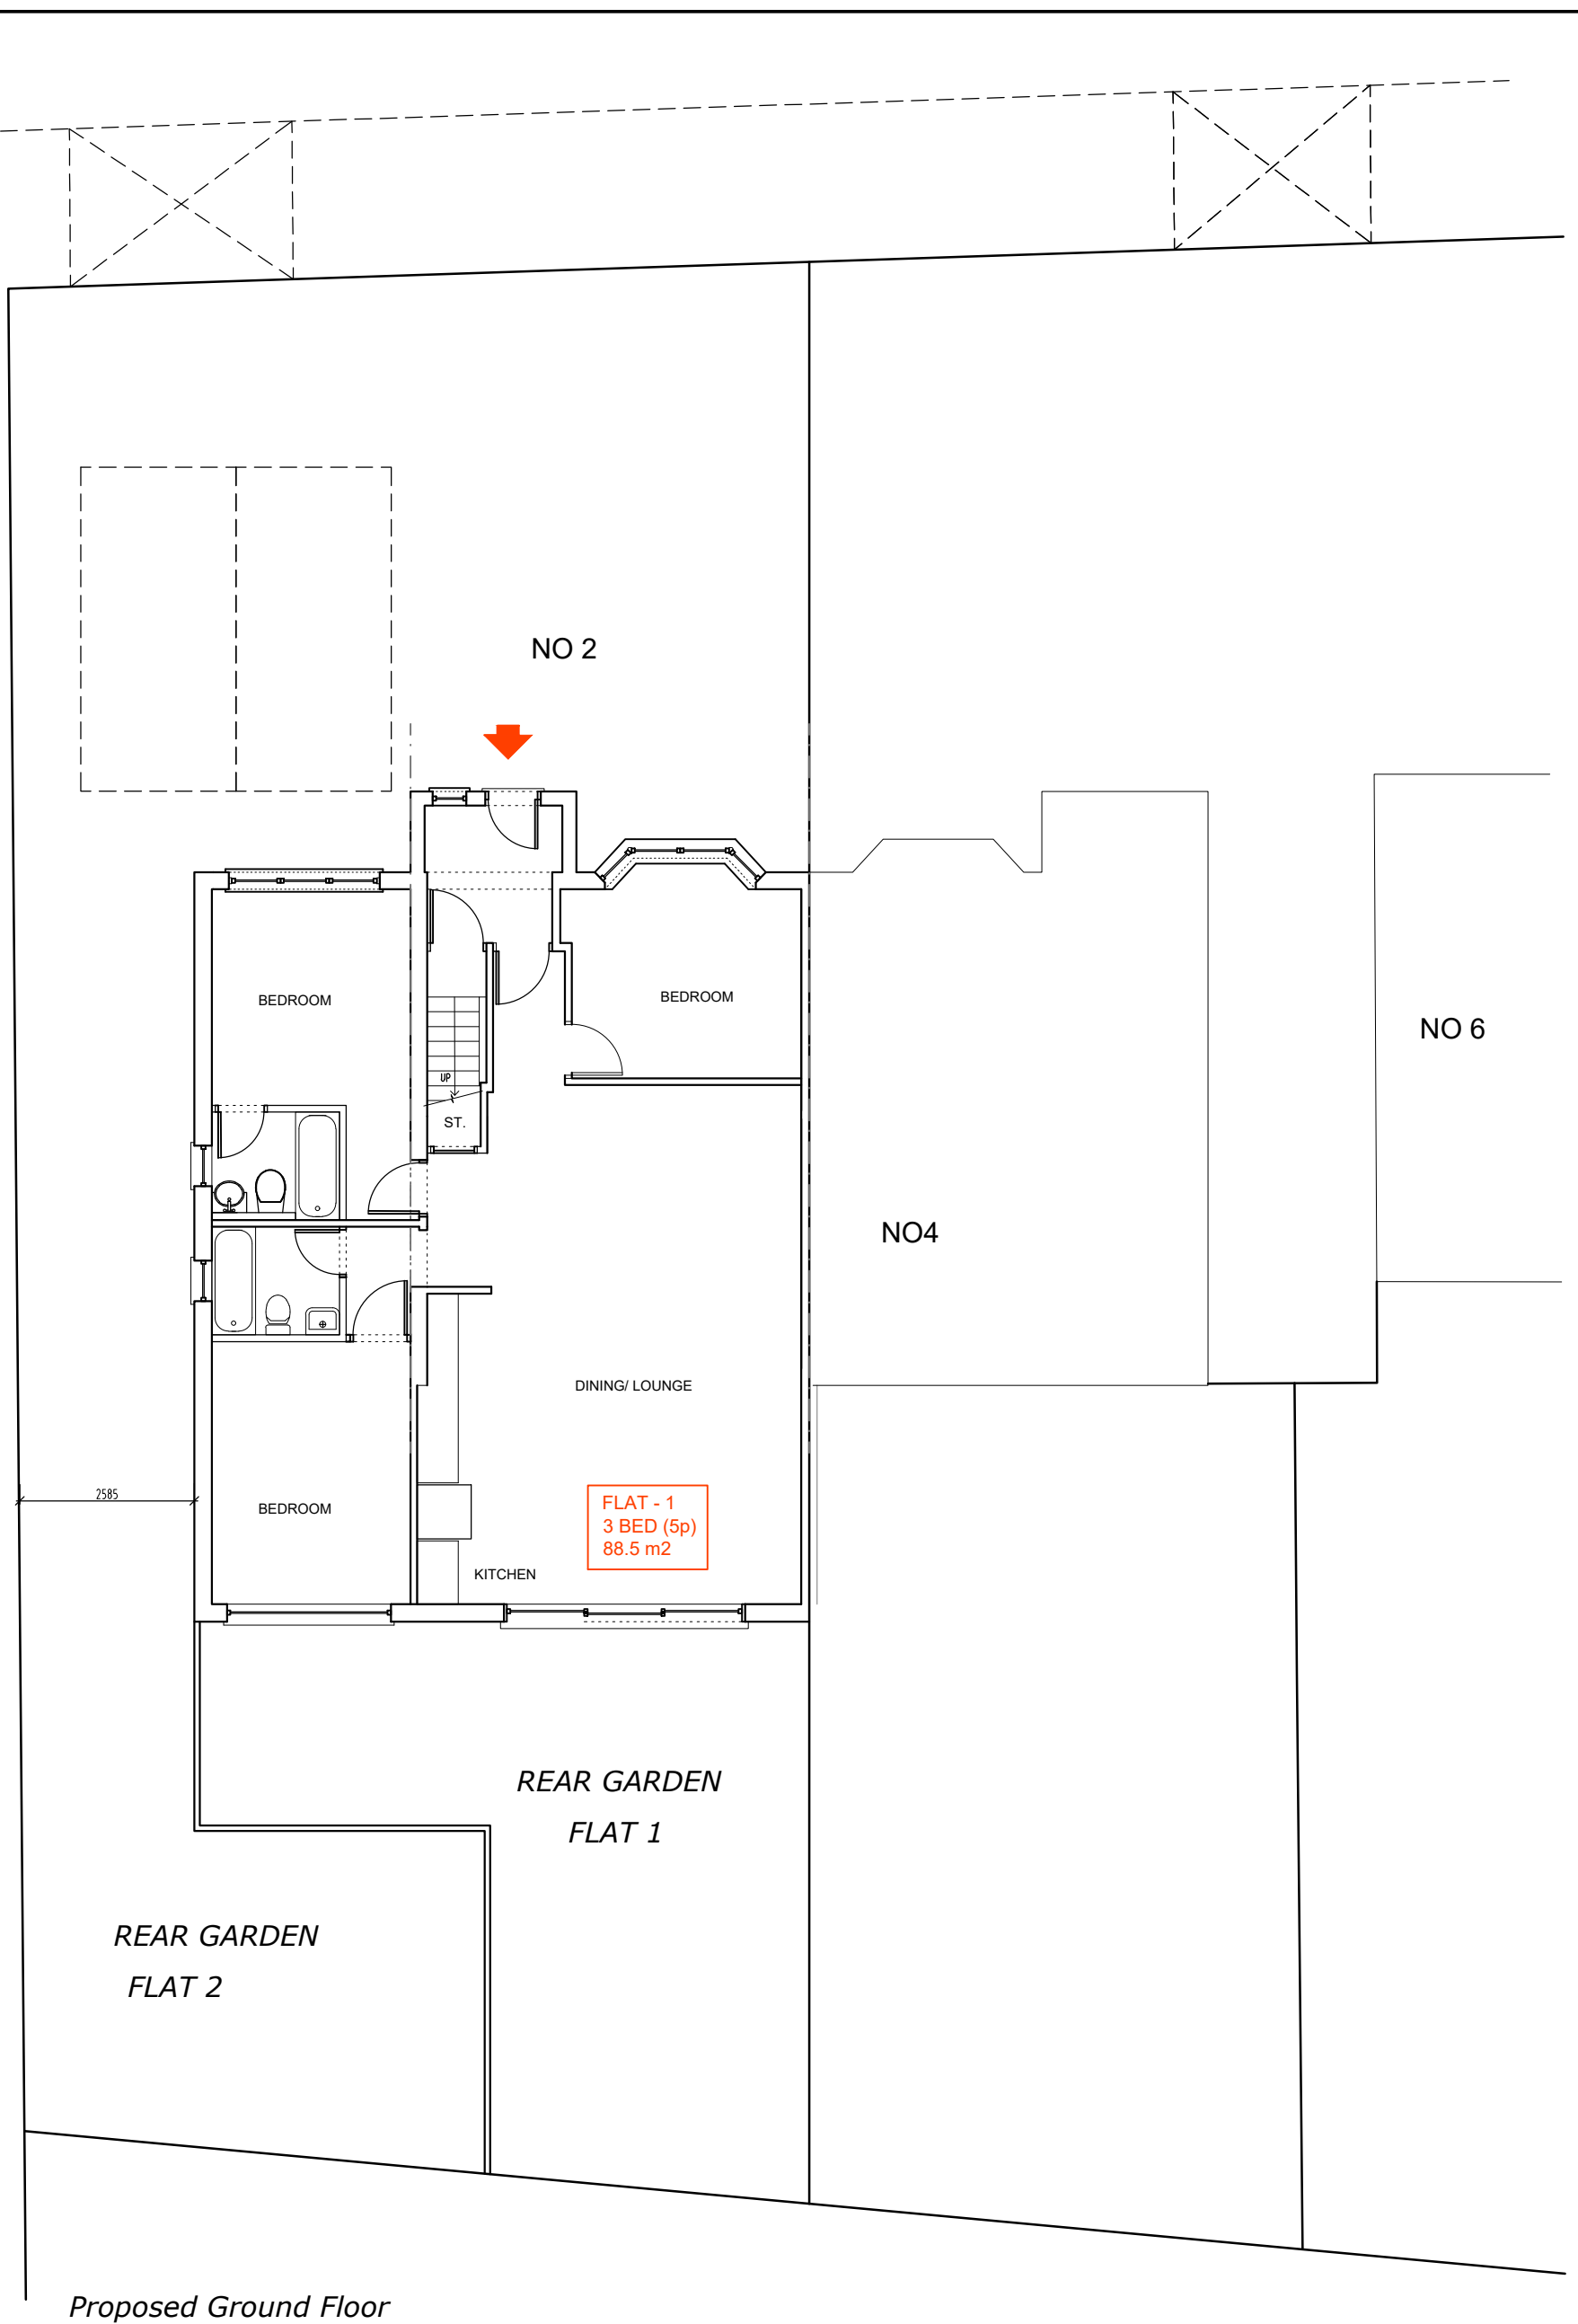 NO 2
BEDROOM
BEDROOM
NO 6
UP
ST.
NO4
DINING/ LOUNGE
2585
BEDROOM
FLAT - 1
3 BED (5p)
88.5 m2
KITCHEN
REAR GARDEN
FLAT 1
REAR GARDEN
FLAT 2
Proposed Ground Floor